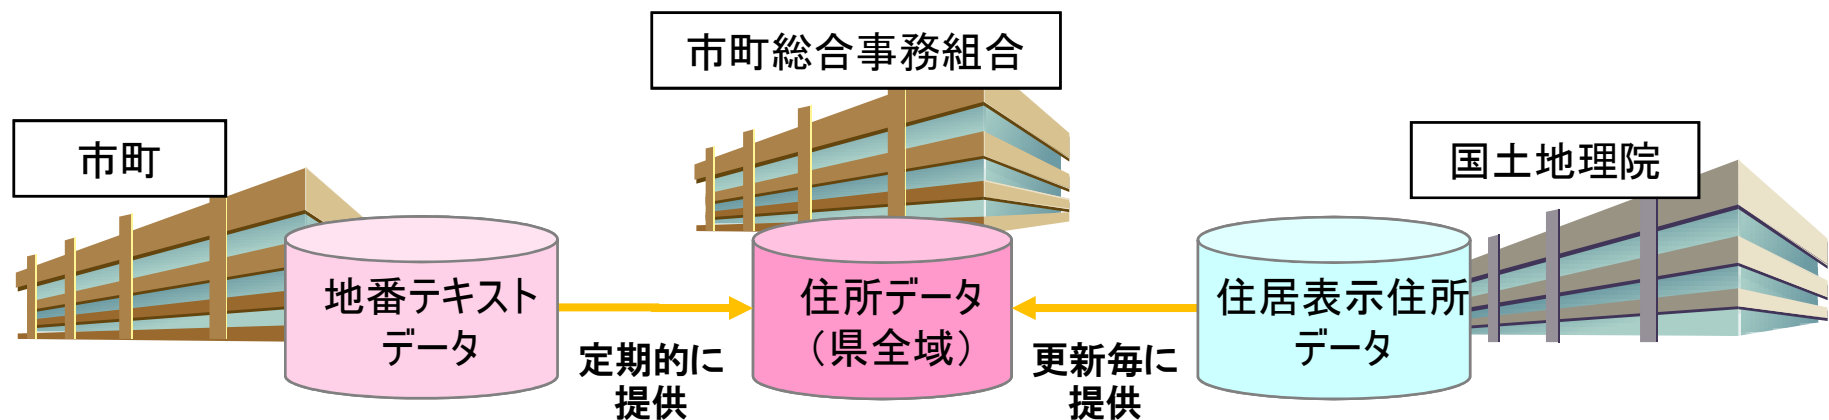 市町総合事務組合
市町
国土地理院
地番テキスト
データ
住所データ
（県全域）
住居表示住所
データ
定期的に
提供
更新毎に
提供